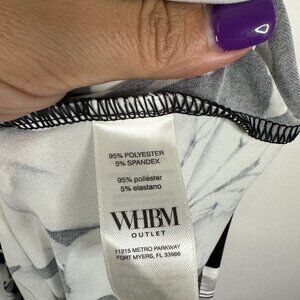 95% POLYESTER
5% SPANDEX
95% poliéster
5% elastano
WHBM
OUTLET
11215 METRO PARKWAY
FORT MYERS, FL 33966